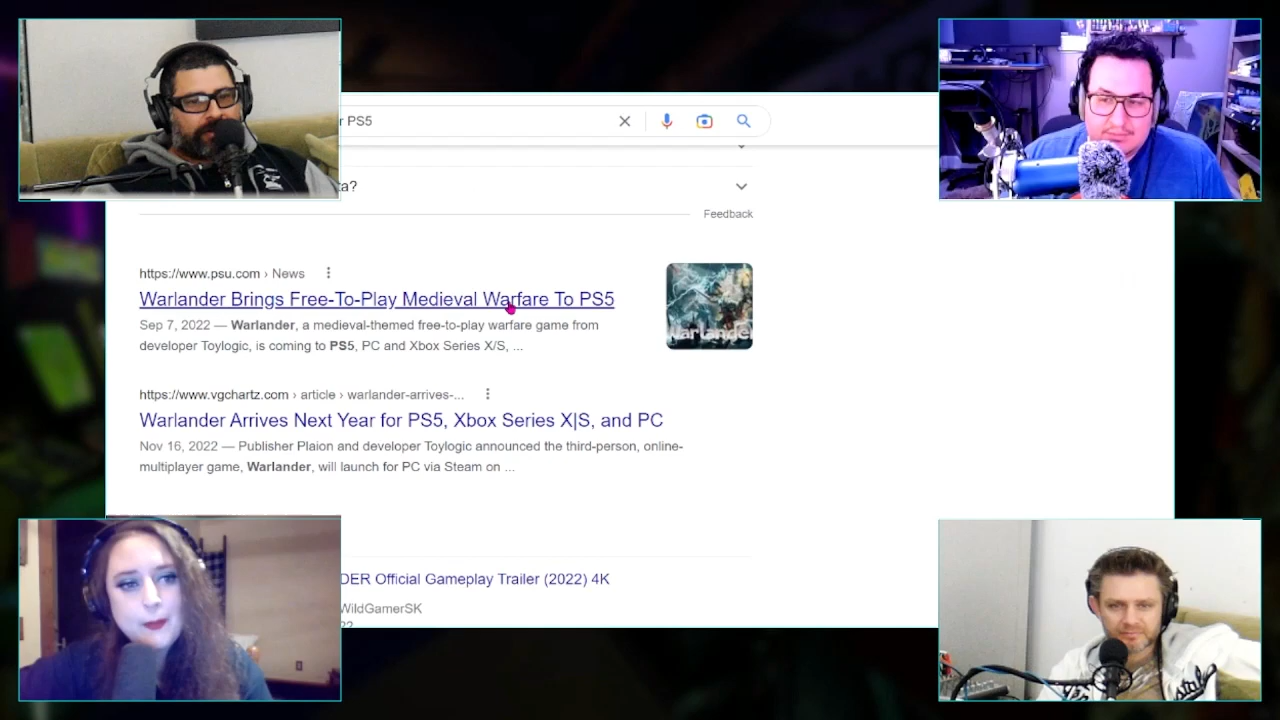 r PS5
ta?
Feedback
https://www.psu.com › News
Warlander Brings Free-To-Play Medieval Warfare To PS5
Sep 7, 2022 — Warlander, a medieval-themed free-to-play warfare game from
developer Toylogic, is coming to PS5, PC and Xbox Series X/S, ...
Warlander
https://www.vgchartz.com › article › warlander-arrives-...
Warlander Arrives Next Year for PS5, Xbox Series X|S, and PC
Nov 16, 2022 — Publisher Plaion and developer Toylogic announced the third-person, online-
multiplayer game, Warlander, will launch for PC via Steam on ...
DER Official Gameplay Trailer (2022) 4K
WildGamerSK